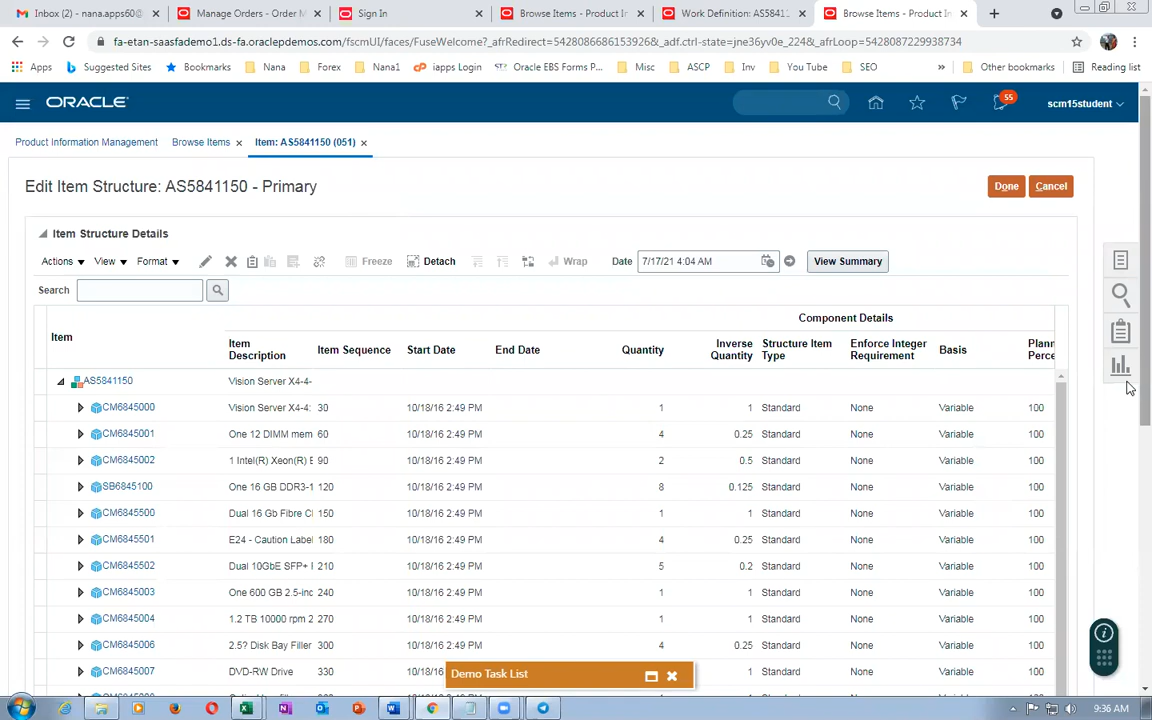 Inbox (2) - nana.apps60@ × Manage Orders - Order M × Sign In × Browse Items - Product In × Work Definition: AS58411 × Browse Items - Product In ×
fa-etan-saasfademo1.ds-fa.oraclepdemos.com/fscmUI/faces/FuseWelcome?_afrRedirect=542808668615392​6&_adf.ctrl-state=jne36yv0e_224&_afrLoop=5428087229938734
Apps Suggested Sites Bookmarks Nana Forex Nana1 iapps Login Oracle EBS Forms P... Misc ASCP Inv You Tube SEO » Other bookmarks Reading list
ORACLE 55 scm15student
Product Information Management Browse Items × Item: AS5841150 (051) ×
Edit Item Structure: AS5841150 - Primary Done Cancel
Item Structure Details
Actions View Format Freeze Detach Wrap Date 7/17/21 4:04 AM View Summary
Search
Component Details
Item Item Description Item Sequence Start Date End Date Quantity Inverse Quantity Structure Item Type Enforce Integer Requirement Basis Plann Perce
AS5841150 Vision Server X4-4-
CM6845000 Vision Server X4-4: 30 10/18/16 2:49 PM 1 1 Standard None Variable 100
CM6845001 One 12 DIMM mem 60 10/18/16 2:49 PM 4 0.25 Standard None Variable 100
CM6845002 1 Intel(R) Xeon(R) E 90 10/18/16 2:49 PM 2 0.5 Standard None Variable 100
SB6845100 One 16 GB DDR3-1 120 10/18/16 2:49 PM 8 0.125 Standard None Variable 100
CM6845500 Dual 16 Gb Fibre Cl 150 10/18/16 2:49 PM 1 1 Standard None Variable 100
CM6845501 E24 - Caution Label 180 10/18/16 2:49 PM 4 0.25 Standard None Variable 100
CM6845502 Dual 10GbE SFP+ 210 10/18/16 2:49 PM 5 0.2 Standard None Variable 100
CM6845003 One 600 GB 2.5-inc 240 10/18/16 2:49 PM 1 1 Standard None Variable 100
CM6845004 1.2 TB 10000 rpm 2 270 10/18/16 2:49 PM 1 1 Standard None Variable 100
CM6845006 2.5? Disk Bay Filler 300 10/18/16 2:49 PM 4 0.25 Standard None Variable 100
CM6845007 DVD-RW Drive 330 10/18/16 1 Standard None Variable 100
Demo Task List
9:36 AM